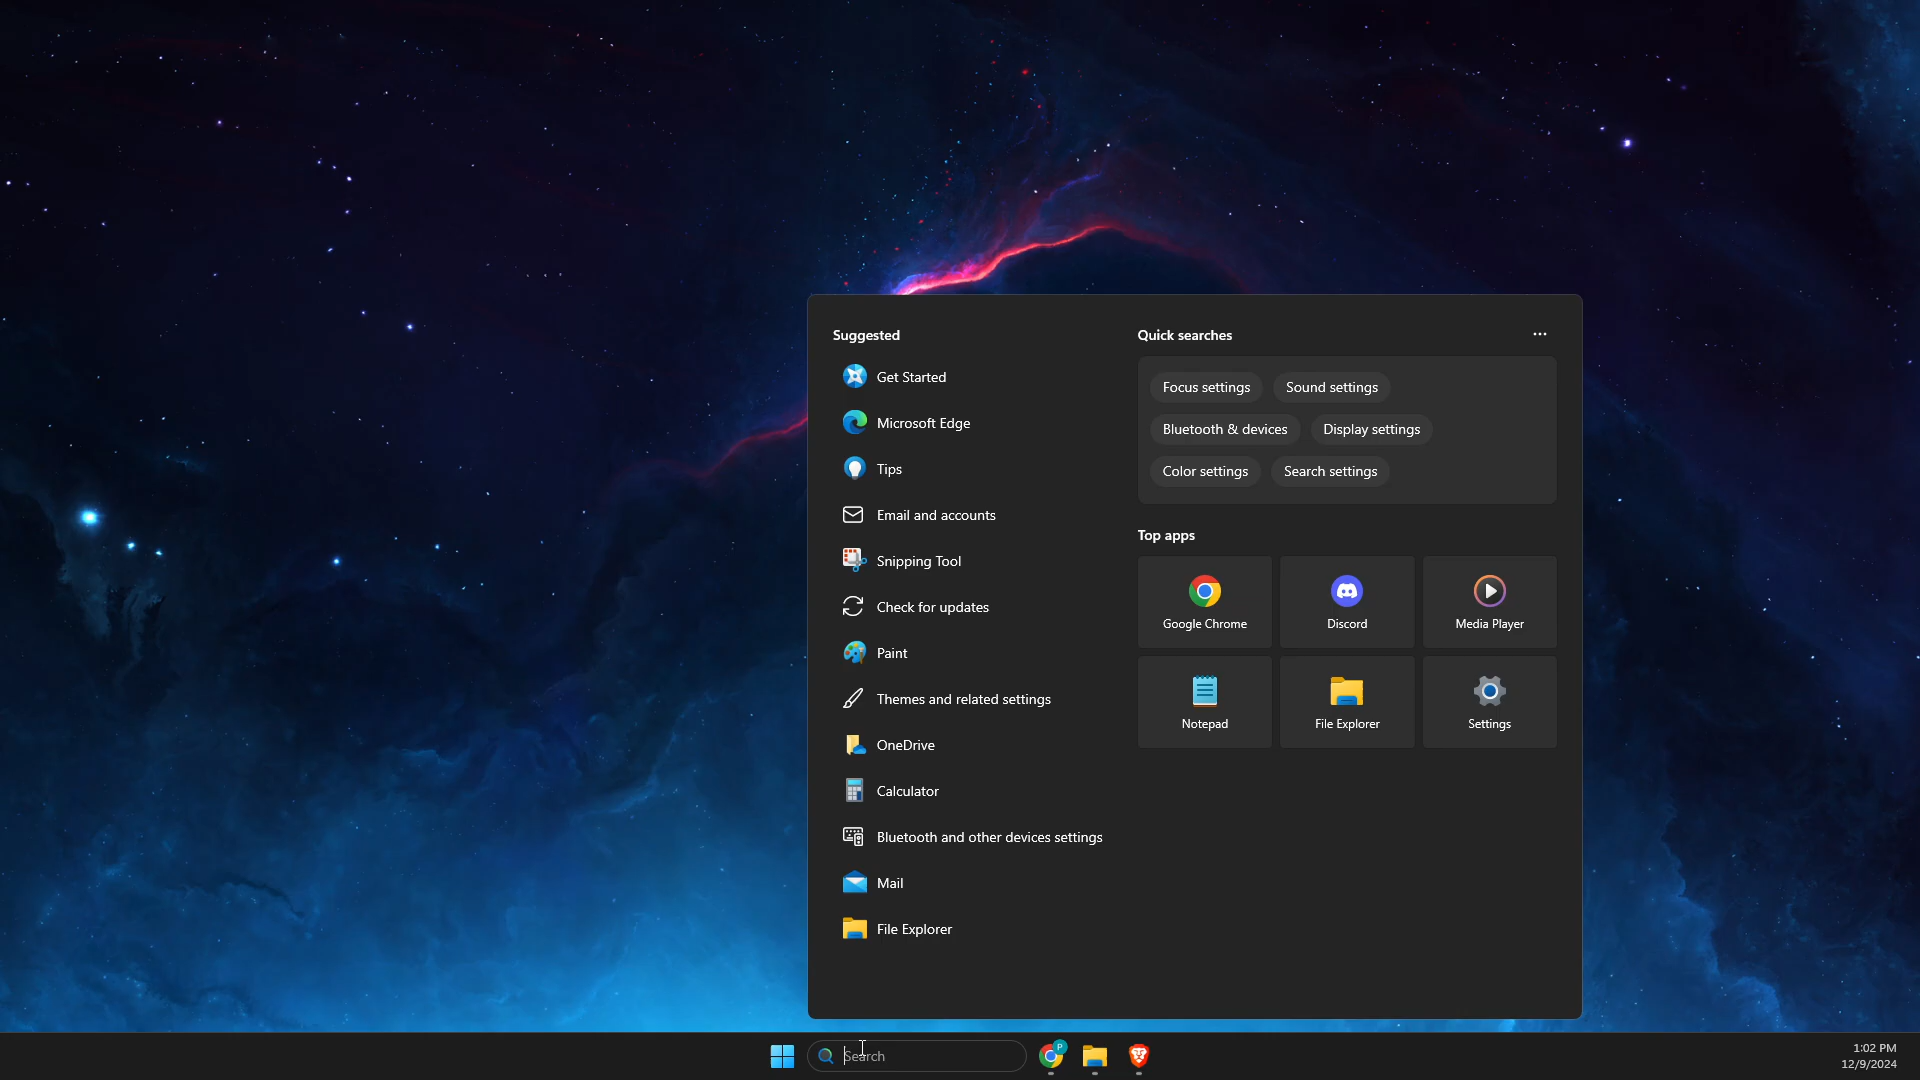 Suggested
Get Started
Microsoft Edge
Tips
Email and accounts
Snipping Tool
Check for updates
Paint
Themes and related settings
OneDrive
Calculator
Bluetooth and other devices settings
Mail
File Explorer
Quick searches
Focus settings Sound settings
Bluetooth & devices Display settings
Color settings Search settings
Top apps
Google Chrome Discord Media Player
Notepad File Explorer Settings
Search
P
1:02 PM
12/9/2024